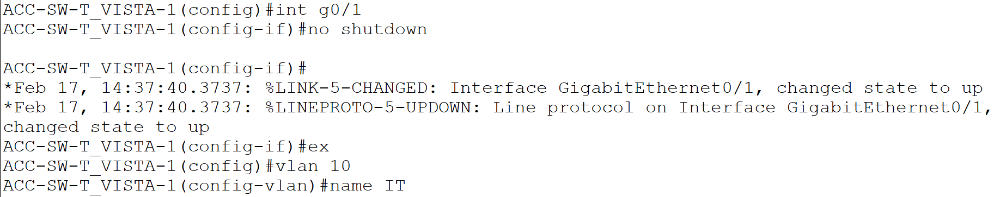 ACC-SW-T_VISTA-1(config)#int g0/1
ACC-SW-T_VISTA-1(config-if)#no shutdown
ACC-SW-T_VISTA-1(config-if)#
*Feb 17, 14:37:40.3737: %LINK-5-CHANGED: Interface GigabitEthernet0/1, changed state to up
*Feb 17, 14:37:40.3737: %LINEPROTO-5-UPDOWN: Line protocol on Interface GigabitEthernet0/1,
changed state to up
ACC-SW-T_VISTA-1(config-if)#ex
ACC-SW-T_VISTA-1(config)#vlan 10
ACC-SW-T_VISTA-1(config-vlan)#name IT